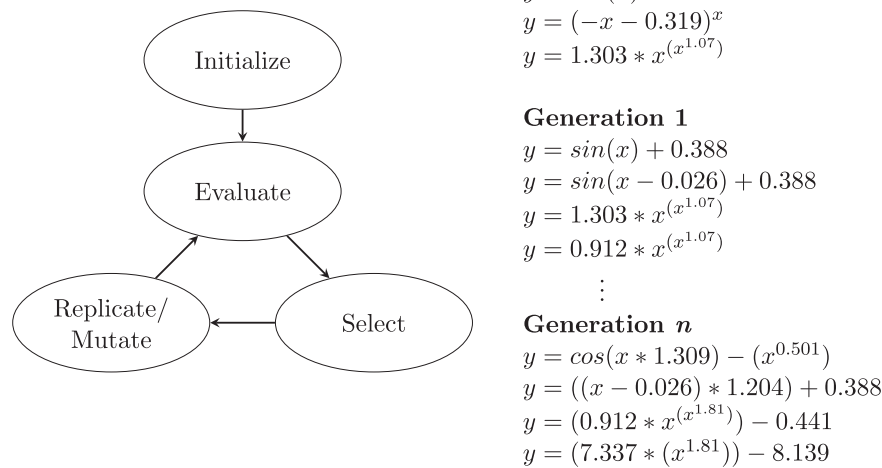 Initialize
Evaluate
Replicate/
Mutate
Select
y = (−x − 0.319)^x
y = 1.303 ∗ x^(x^1.07)
Generation 1
y = sin(x) + 0.388
y = sin(x − 0.026) + 0.388
y = 1.303 ∗ x^(x^1.07)
y = 0.912 ∗ x^(x^1.07)
⋮
Generation n
y = cos(x ∗ 1.309) − (x^0.501)
y = ((x − 0.026) ∗ 1.204) + 0.388
y = (0.912 ∗ x^(x^1.81)) − 0.441
y = (7.337 ∗ (x^1.81)) − 8.139